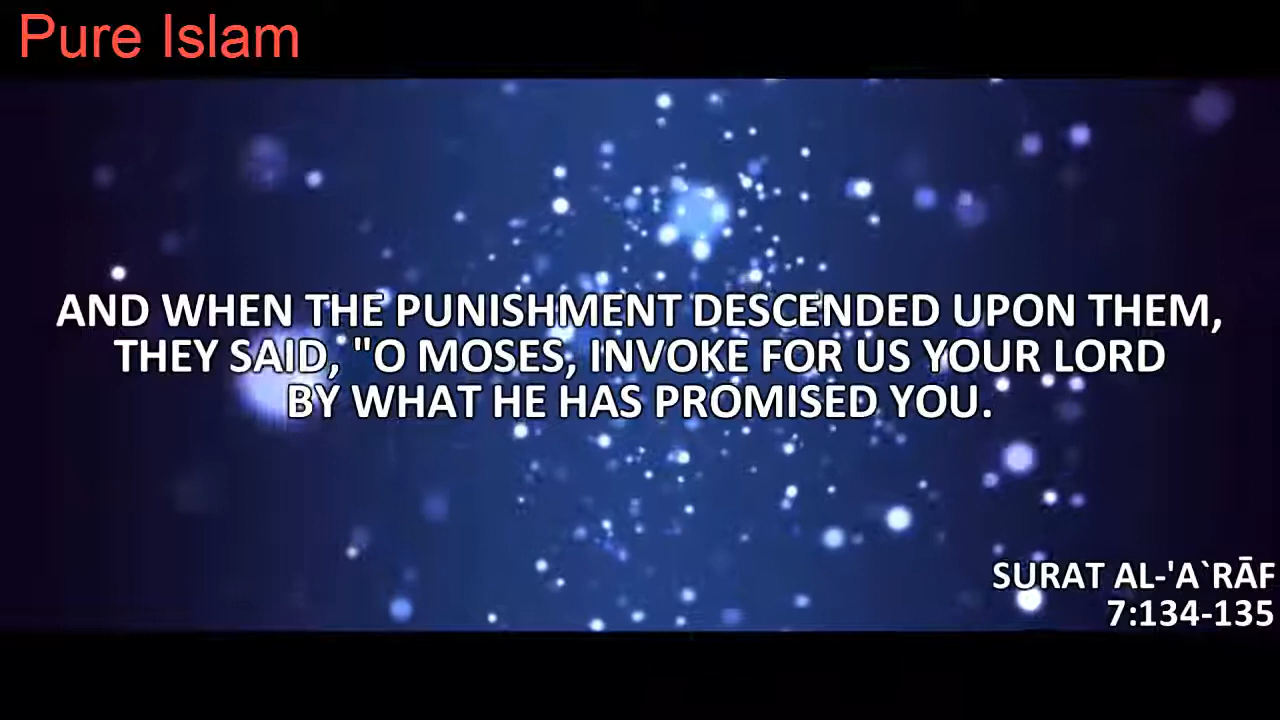 Pure Islam
AND WHEN THE PUNISHMENT DESCENDED UPON THEM,
THEY SAID, "O MOSES, INVOKE FOR US YOUR LORD
BY WHAT HE HAS PROMISED YOU.
SURAT AL-'A`RĀF
7:134-135